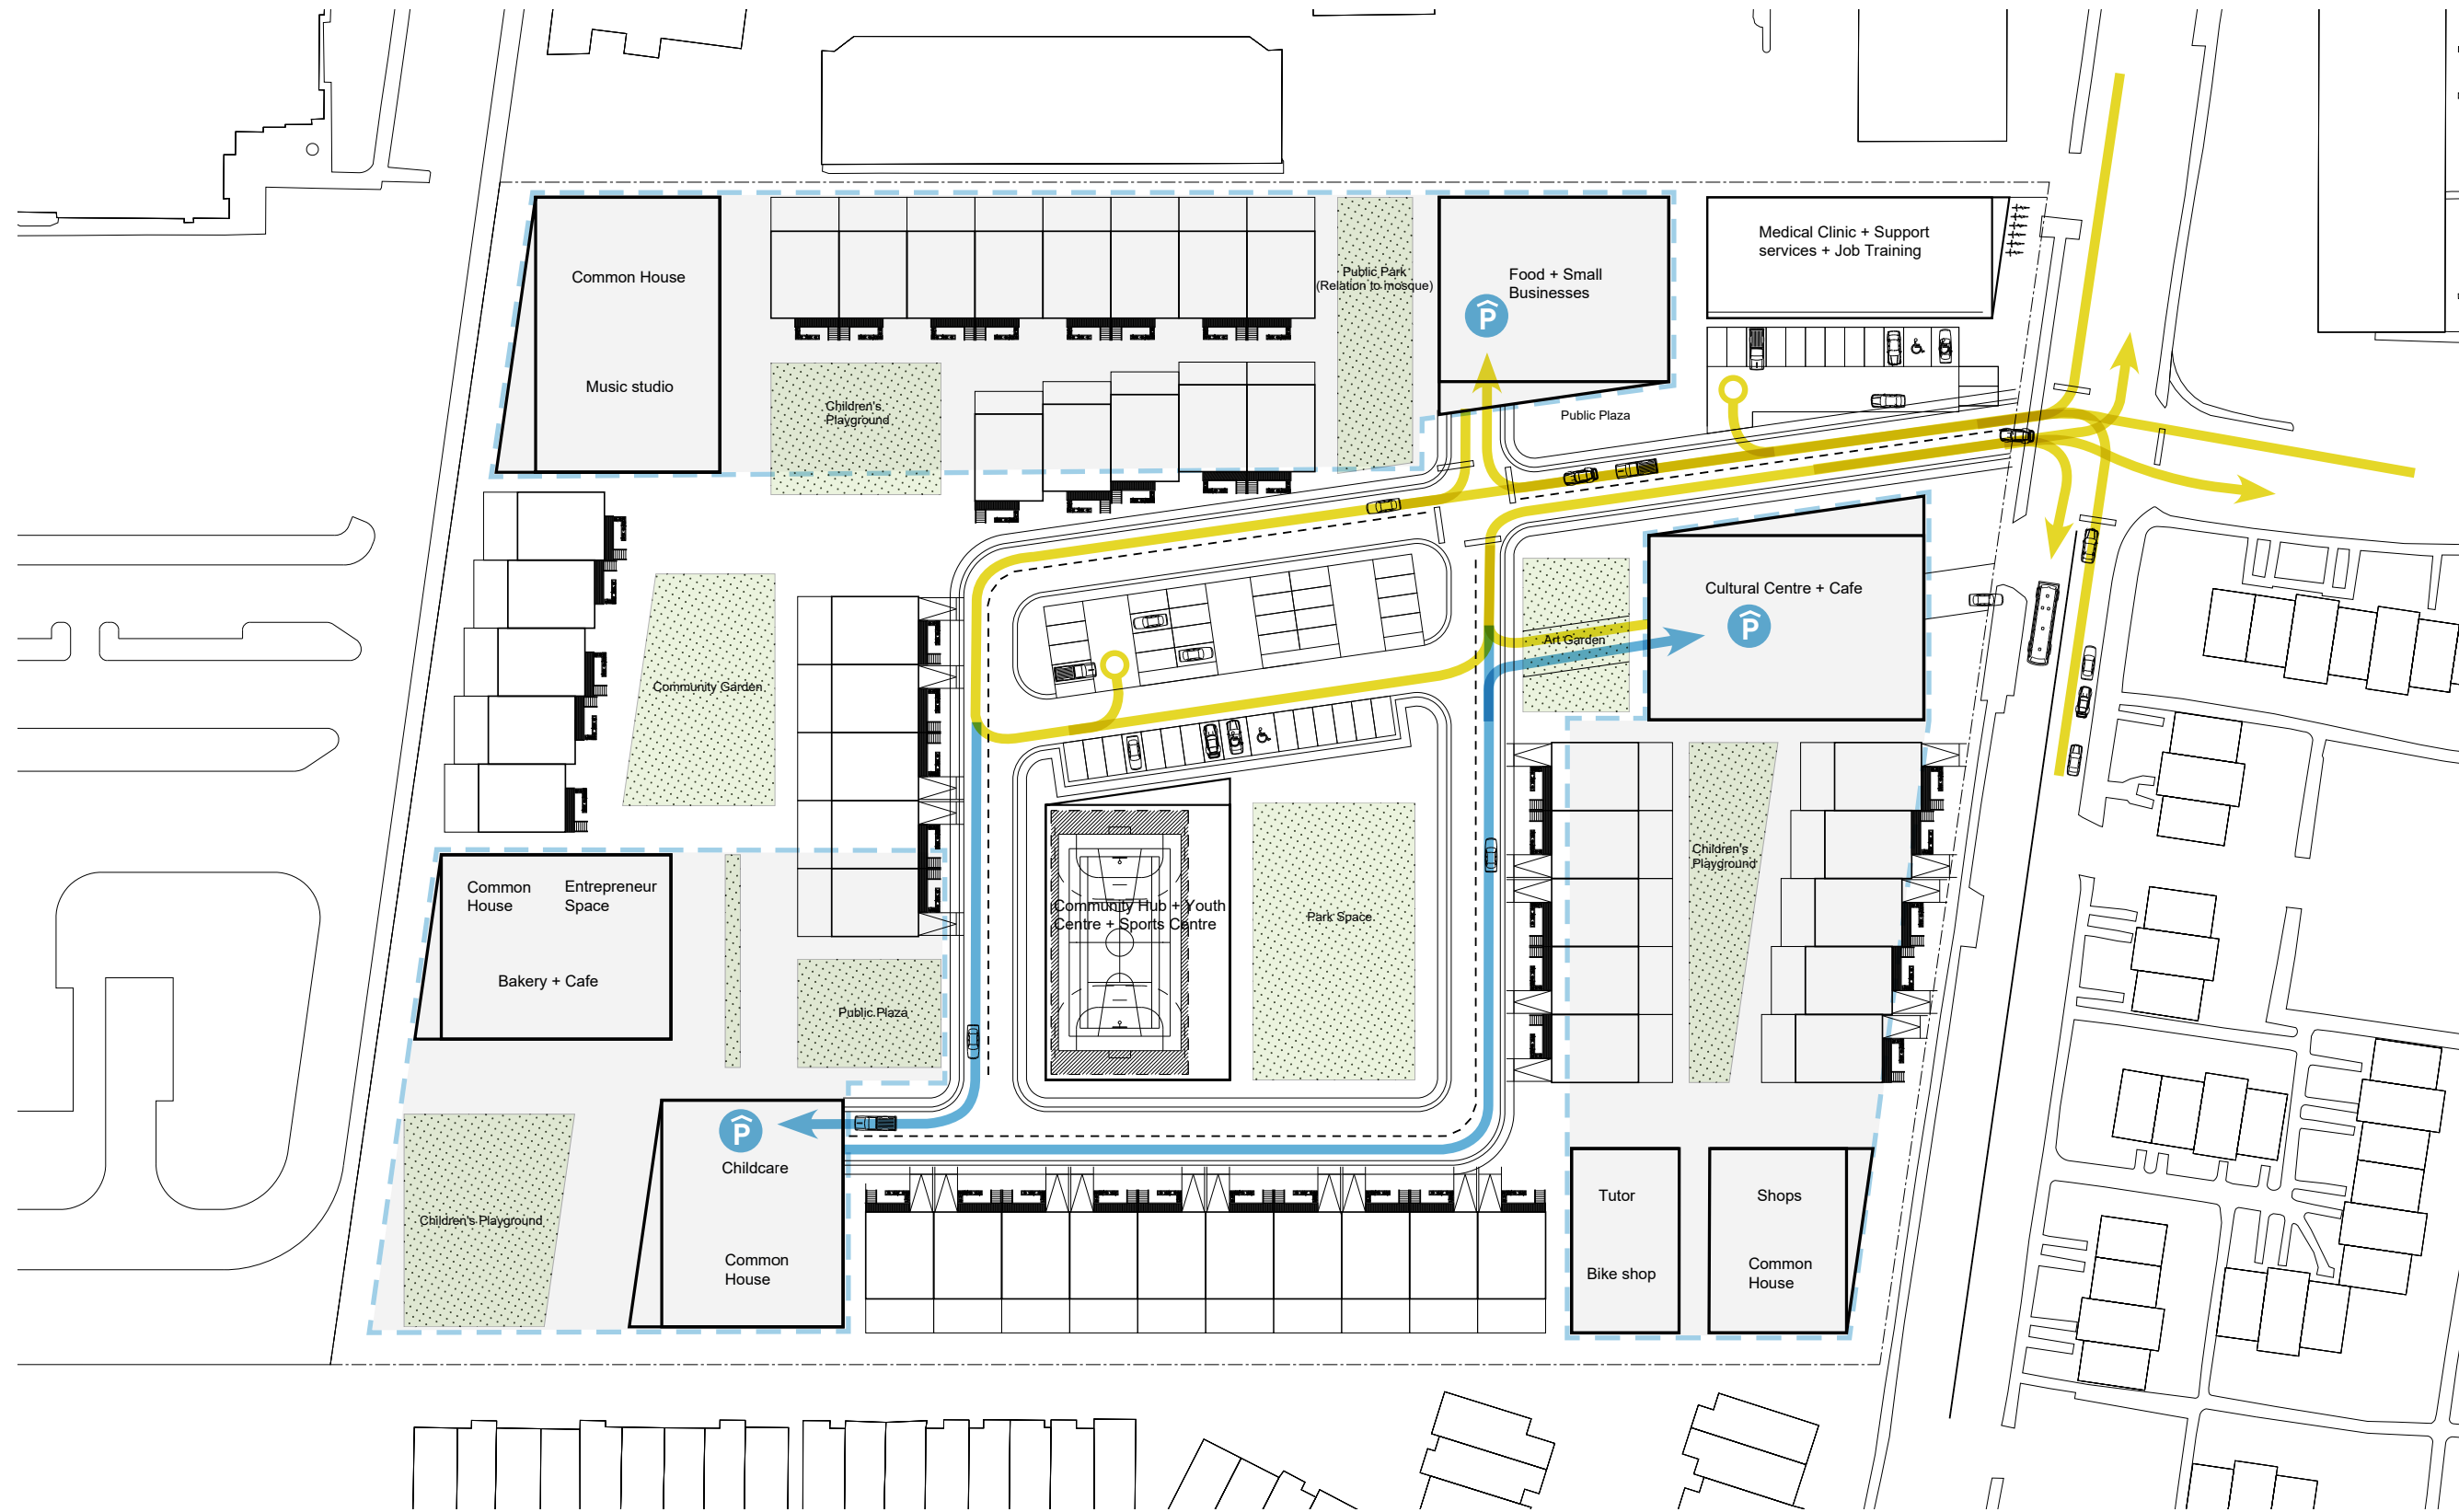 Common House
Music studio
Children's
Playground
Public Park
(Relation to mosque)
Food + Small
Businesses
P
Medical Clinic + Support
services + Job Training
Public Plaza
Cultural Centre + Cafe
P
Art Garden
Community Garden
Common
House
Entrepreneur
Space
Bakery + Cafe
Public Plaza
Community Hub + Youth
Centre + Sports Centre
Park Space
Children's
Playground
P
Childcare
Common
House
Children's Playground
Tutor
Bike shop
Shops
Common
House